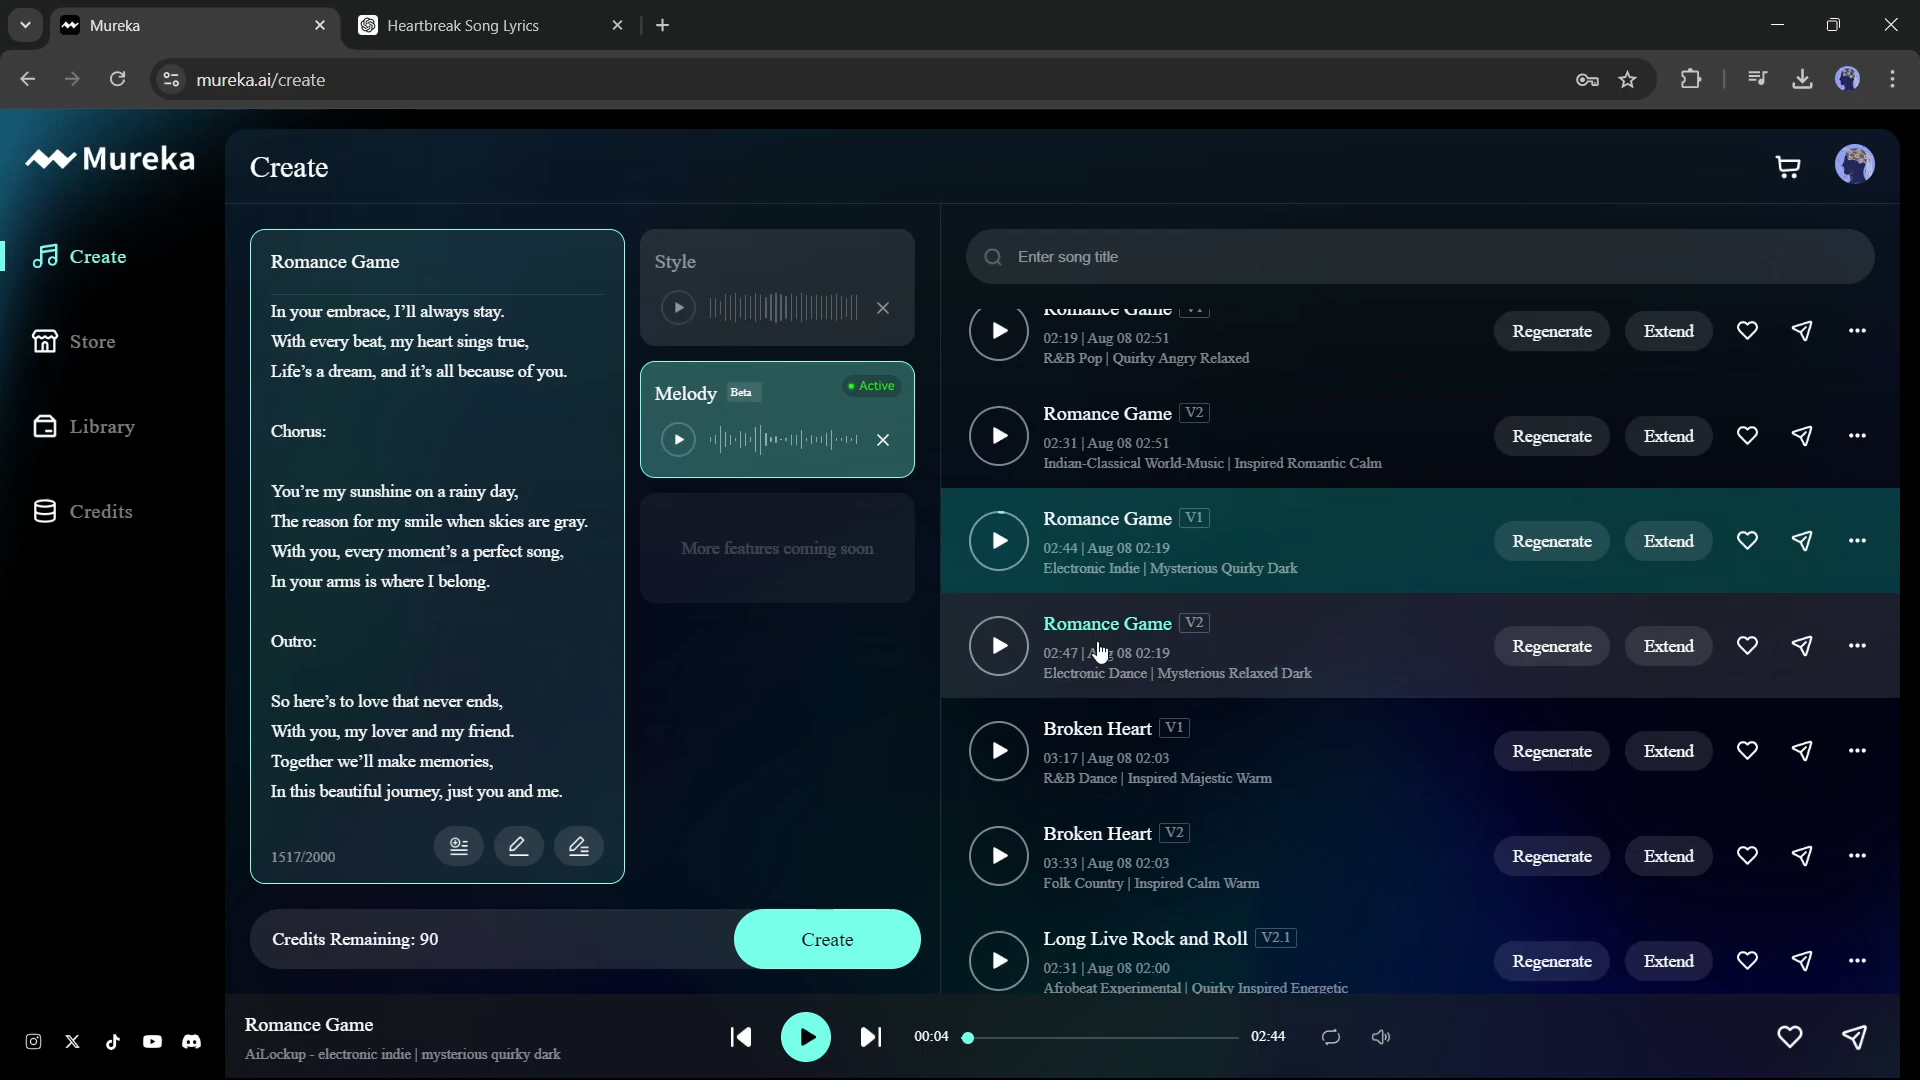 Mureka
Heartbreak Song Lyrics
mureka.ai/create
Mureka
Create
Store
Library
Credits
Create
Romance Game
In your embrace, I'll always stay.
With every beat, my heart sings true,
Life's a dream, and it's all because of you.
Chorus:
You're my sunshine on a rainy day,
The reason for my smile when skies are gray.
With you, every moment's a perfect song,
In your arms is where I belong.
Outro:
So here's to love that never ends,
With you, my lover and my friend.
Together we'll make memories,
In this beautiful journey, just you and me.
1517/2000
Style
Melody Beta
Active
More features coming soon
Credits Remaining: 90
Create
Enter song title
Romance Game V1
02:19 | Aug 08 02:51
R&B Pop | Quirky Angry Relaxed
Regenerate
Extend
Romance Game V2
02:31 | Aug 08 02:51
Indian-Classical World-Music | Inspired Romantic Calm
Regenerate
Extend
Romance Game V1
02:44 | Aug 08 02:19
Electronic Indie | Mysterious Quirky Dark
Regenerate
Extend
Romance Game V2
02:47 | Aug 08 02:19
Electronic Dance | Mysterious Relaxed Dark
Regenerate
Extend
Broken Heart V1
03:17 | Aug 08 02:03
R&B Dance | Inspired Majestic Warm
Regenerate
Extend
Broken Heart V2
03:33 | Aug 08 02:03
Folk Country | Inspired Calm Warm
Regenerate
Extend
Long Live Rock and Roll V2.1
02:31 | Aug 08 02:00
Afrobeat Experimental | Quirky Inspired Energetic
Regenerate
Extend
Romance Game
AiLockup - electronic indie | mysterious quirky dark
00:04
02:44